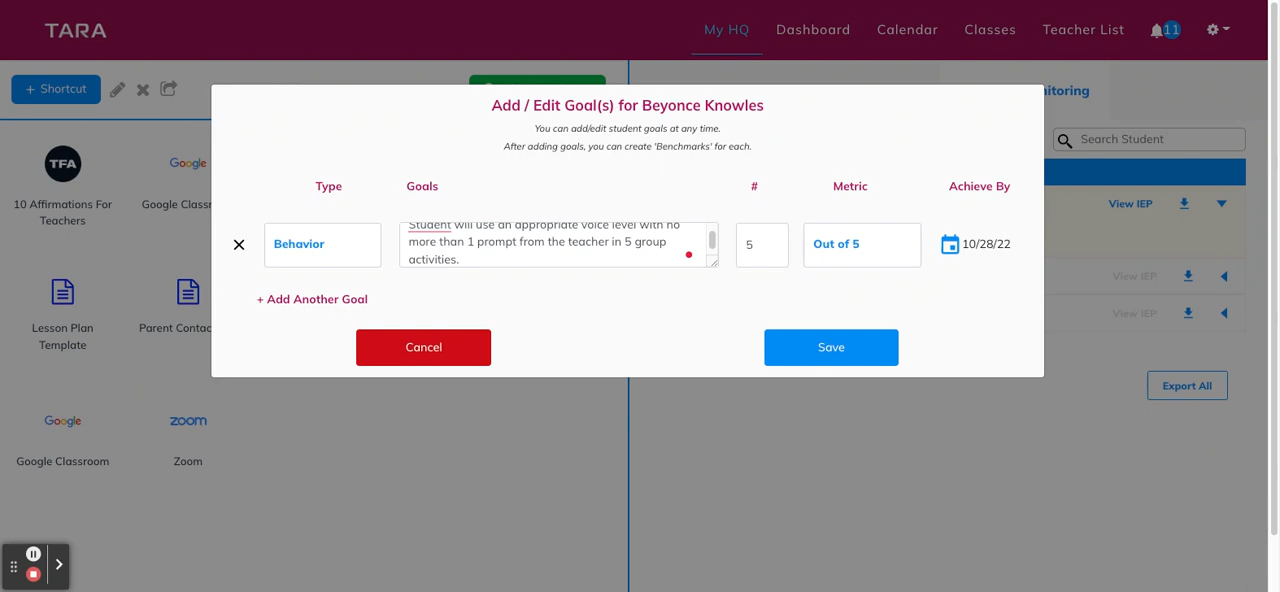 TARA
My HQ
Dashboard
Calendar
Classes
Teacher List
11
+ Shortcut
Add / Edit Goal(s) for Beyonce Knowles
You can add/edit student goals at any time.
After adding goals, you can create 'Benchmarks' for each.
nitoring
Search Student
Type
Goals
#
Metric
Achieve By
Behavior
Student will use an appropriate voice level with no
more than 1 prompt from the teacher in 5 group
activities.
5
Out of 5
10/28/22
+ Add Another Goal
Cancel
Save
TFA
10 Affirmations For
Teachers
Google
Google Classr
Lesson Plan
Template
Parent Contac
Google
Google Classroom
zoom
Zoom
View IEP
View IEP
View IEP
Export All